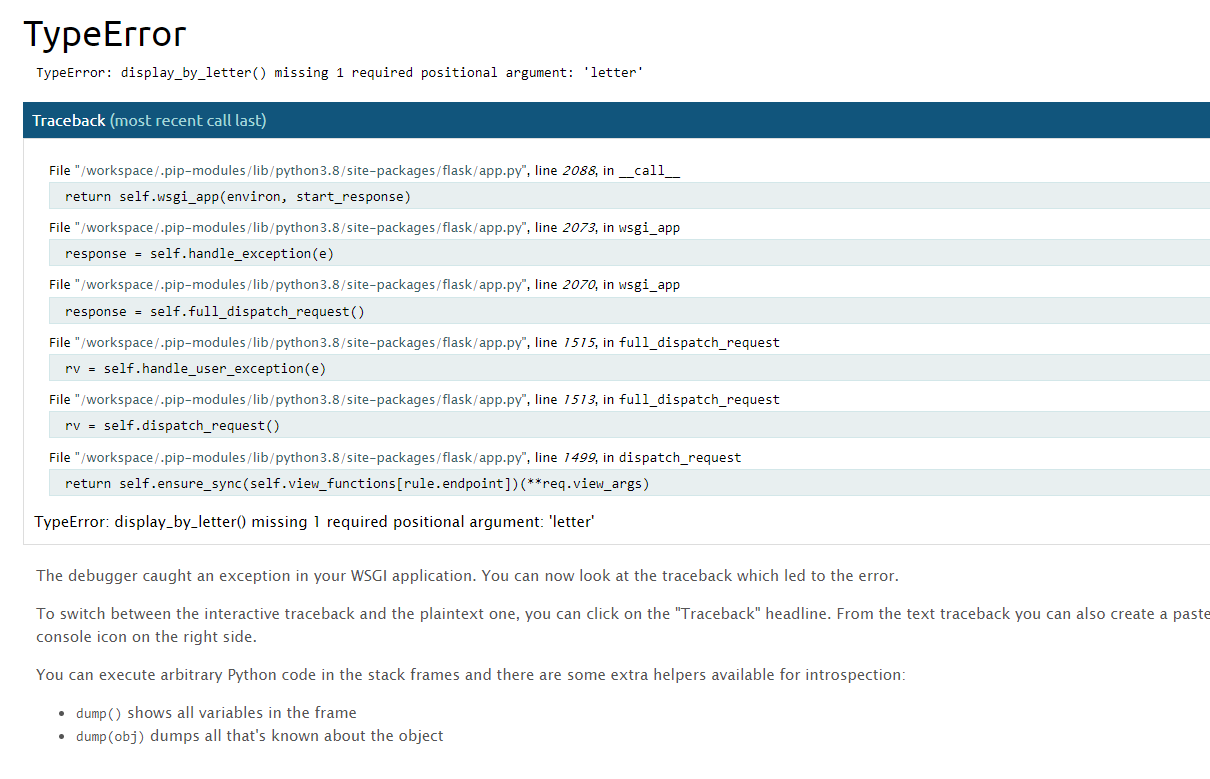 TypeError
TypeError: display_by_letter() missing 1 required positional argument: 'letter'
Traceback (most recent call last)
File "/workspace/.pip-modules/lib/python3.8/site-packages/flask/app.py", line 2088, in __call__
return self.wsgi_app(environ, start_response)
File "/workspace/.pip-modules/lib/python3.8/site-packages/flask/app.py", line 2073, in wsgi_app
response = self.handle_exception(e)
File "/workspace/.pip-modules/lib/python3.8/site-packages/flask/app.py", line 2070, in wsgi_app
response = self.full_dispatch_request()
File "/workspace/.pip-modules/lib/python3.8/site-packages/flask/app.py", line 1515, in full_dispatch_request
rv = self.handle_user_exception(e)
File "/workspace/.pip-modules/lib/python3.8/site-packages/flask/app.py", line 1513, in full_dispatch_request
rv = self.dispatch_request()
File "/workspace/.pip-modules/lib/python3.8/site-packages/flask/app.py", line 1499, in dispatch_request
return self.ensure_sync(self.view_functions[rule.endpoint])(**req.view_args)
TypeError: display_by_letter() missing 1 required positional argument: 'letter'
The debugger caught an exception in your WSGI application. You can now look at the traceback which led to the error.
To switch between the interactive traceback and the plaintext one, you can click on the "Traceback" headline. From the text traceback you can also create a paste
console icon on the right side.
You can execute arbitrary Python code in the stack frames and there are some extra helpers available for introspection:
• dump() shows all variables in the frame
• dump(obj) dumps all that's known about the object